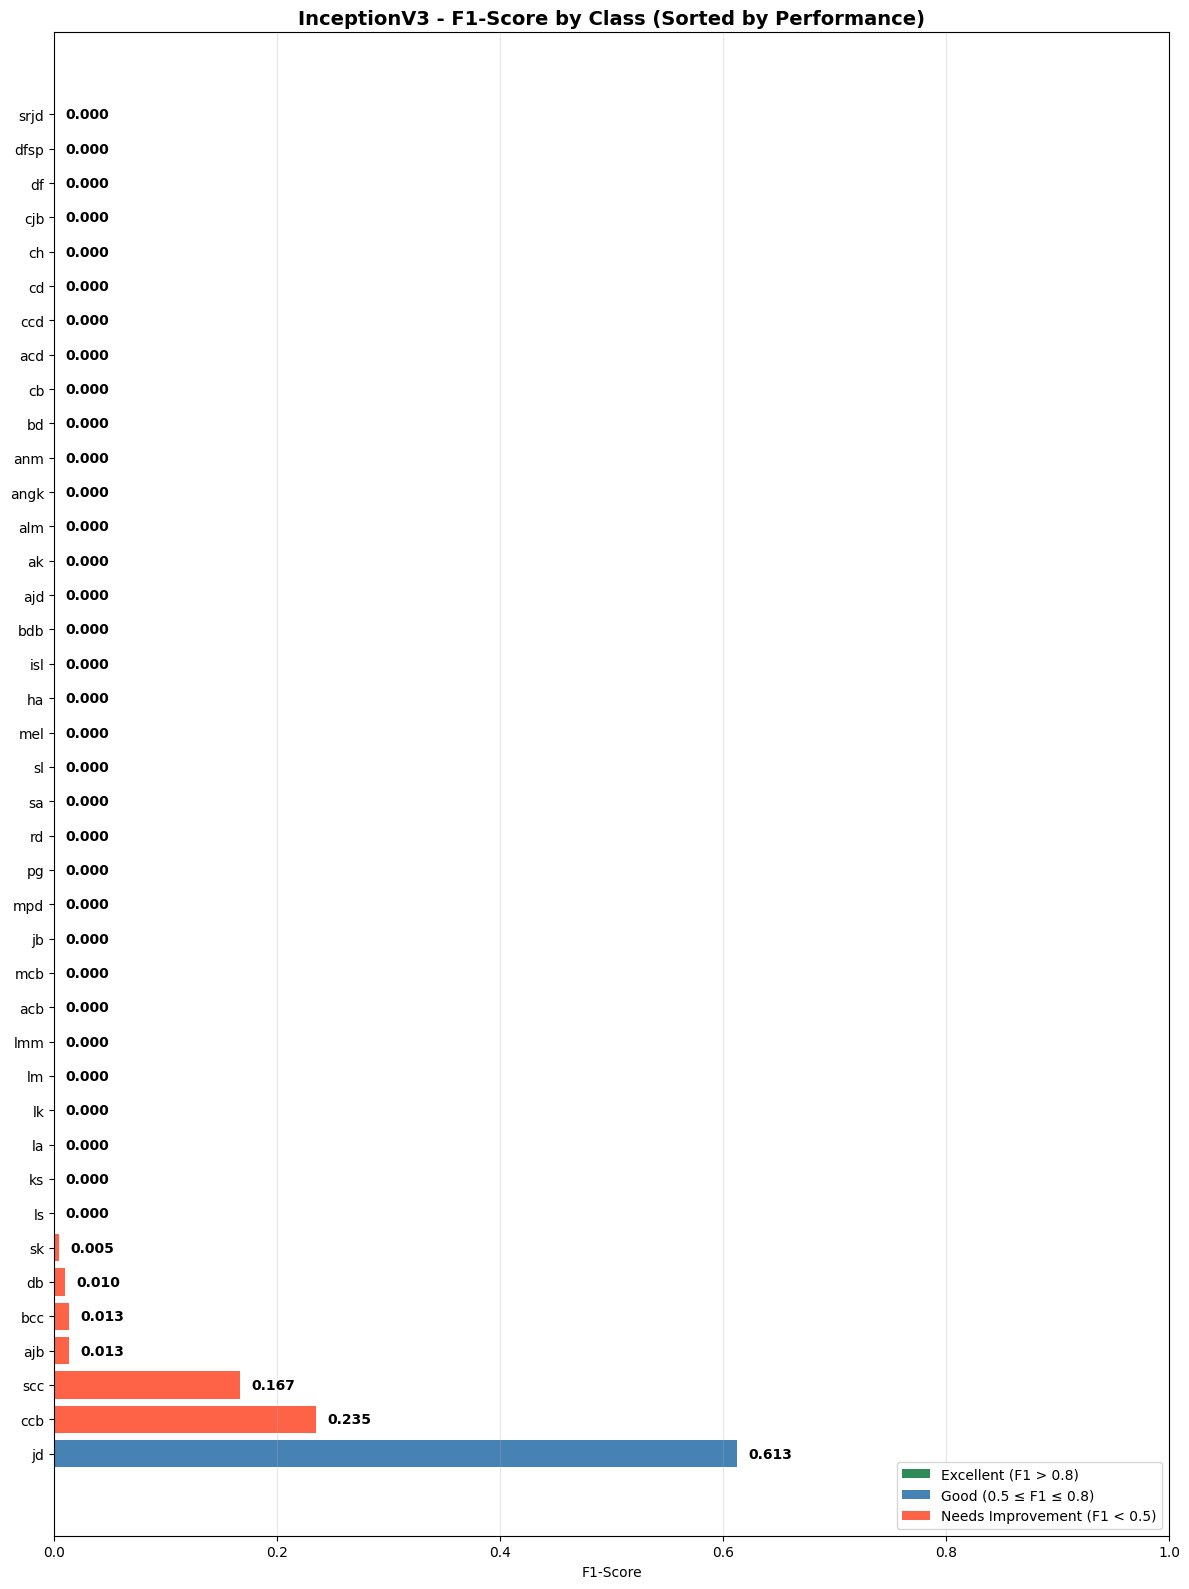 InceptionV3 - F1-Score by Class (Sorted by Performance)
srjd 0.000
dfsp 0.000
df 0.000
cjb 0.000
ch 0.000
cd 0.000
ccd 0.000
acd 0.000
cb 0.000
bd 0.000
anm 0.000
angk 0.000
alm 0.000
ak 0.000
ajd 0.000
bdb 0.000
isl 0.000
ha 0.000
mel 0.000
sl 0.000
sa 0.000
rd 0.000
pg 0.000
mpd 0.000
jb 0.000
mcb 0.000
acb 0.000
lmm 0.000
lm 0.000
lk 0.000
la 0.000
ks 0.000
ls 0.000
sk 0.005
db 0.010
bcc 0.013
ajb 0.013
scc 0.167
ccb 0.235
jd 0.613
Excellent (F1 > 0.8)
Good (0.5 ≤ F1 ≤ 0.8)
Needs Improvement (F1 < 0.5)
0.0 0.2 0.4 0.6 0.8 1.0
F1-Score